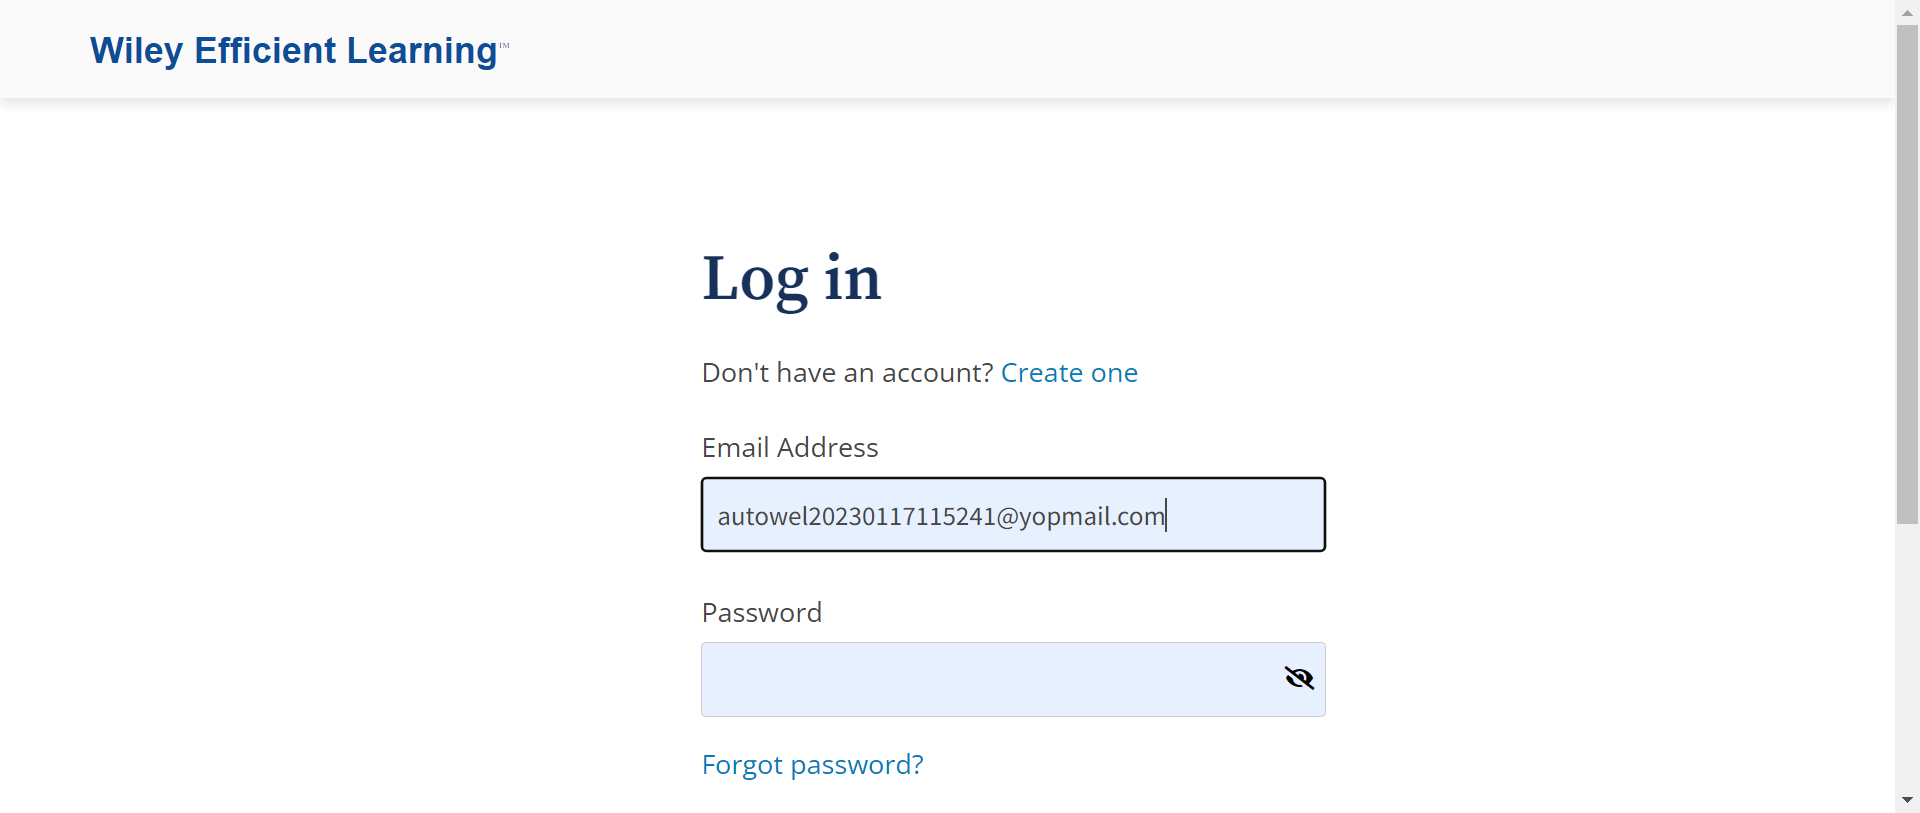 Wiley Efficient Learning™
Log in
Don't have an account? Create one
Email Address
autowel20230117115241@yopmail.com
Password
Forgot password?